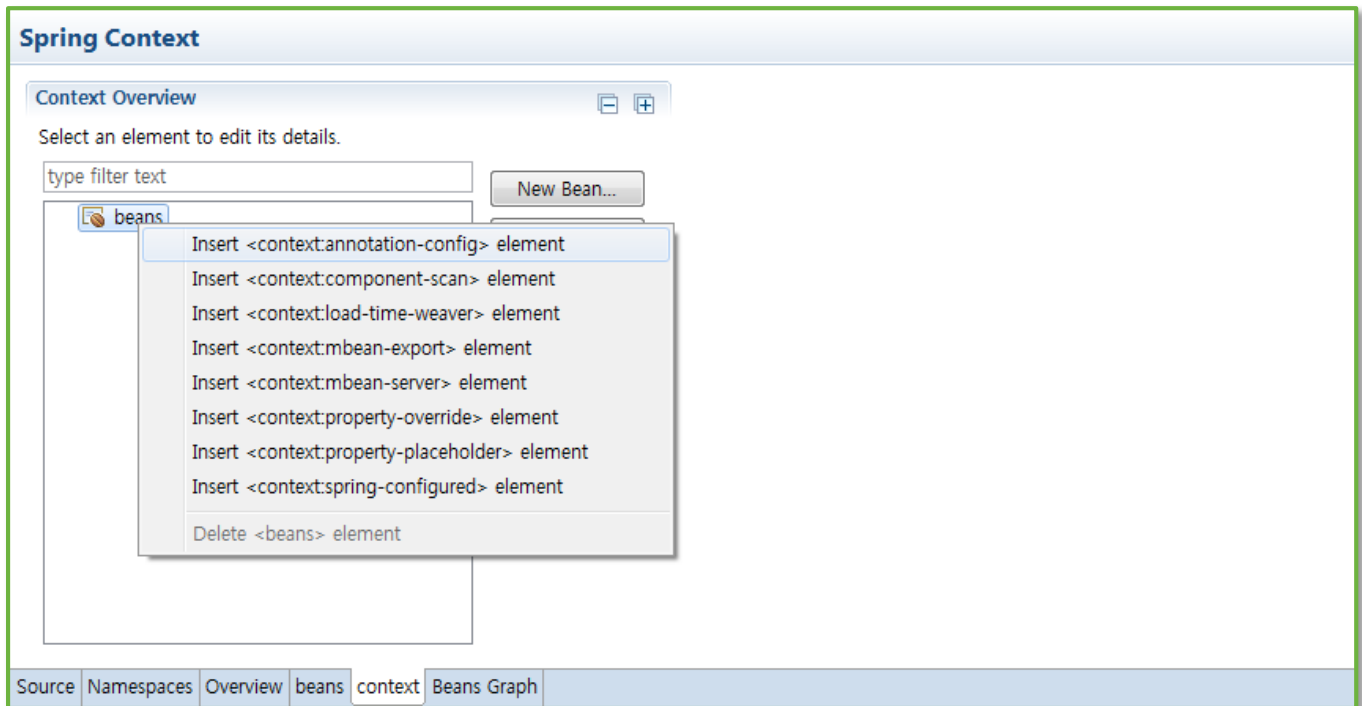 Spring Context
Context Overview
Select an element to edit its details.
type filter text
New Bean...
beans
Insert <context:annotation-config> element
Insert <context:component-scan> element
Insert <context:load-time-weaver> element
Insert <context:mbean-export> element
Insert <context:mbean-server> element
Insert <context:property-override> element
Insert <context:property-placeholder> element
Insert <context:spring-configured> element
Delete <beans> element
Source Namespaces Overview beans context Beans Graph